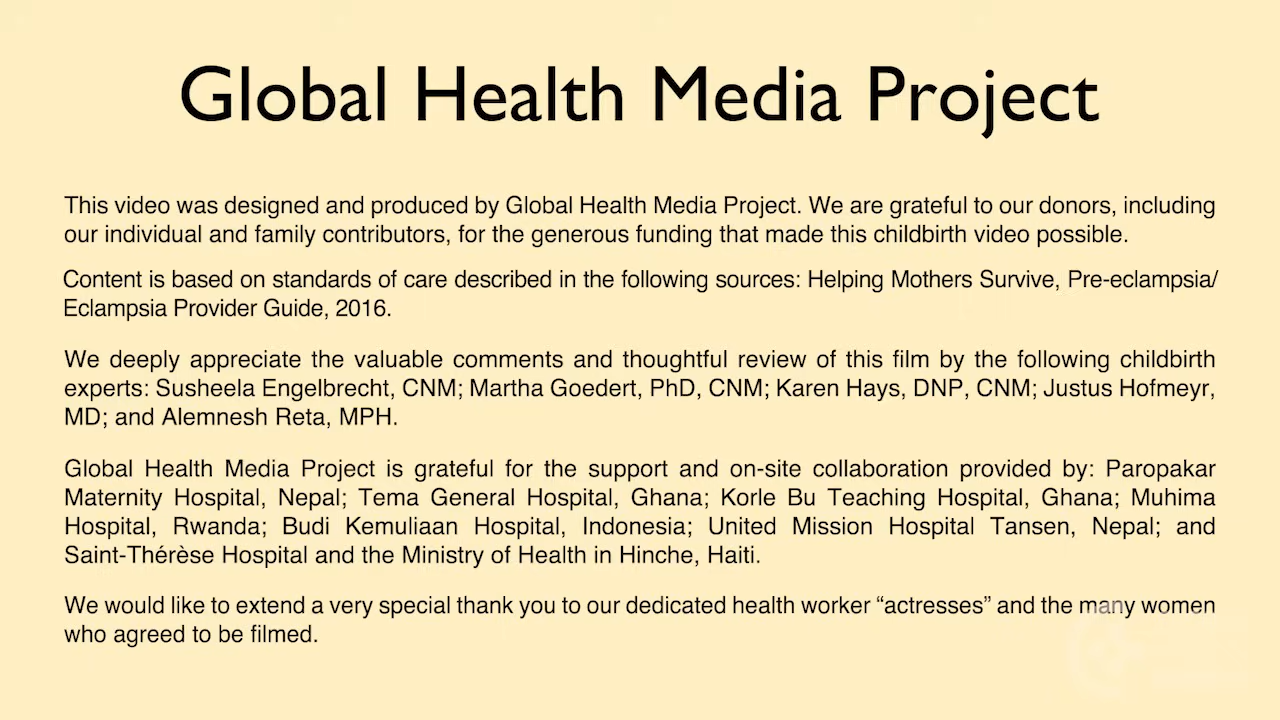 Global Health Media Project
This video was designed and produced by Global Health Media Project. We are grateful to our donors, including
our individual and family contributors, for the generous funding that made this childbirth video possible.
Content is based on standards of care described in the following sources: Helping Mothers Survive, Pre-eclampsia/
Eclampsia Provider Guide, 2016.
We deeply appreciate the valuable comments and thoughtful review of this film by the following childbirth
experts: Susheela Engelbrecht, CNM; Martha Goedert, PhD, CNM; Karen Hays, DNP, CNM; Justus Hofmeyr,
MD; and Alemnesh Reta, MPH.
Global Health Media Project is grateful for the support and on-site collaboration provided by: Paropakar
Maternity Hospital, Nepal; Tema General Hospital, Ghana; Korle Bu Teaching Hospital, Ghana; Muhima
Hospital, Rwanda; Budi Kemuliaan Hospital, Indonesia; United Mission Hospital Tansen, Nepal; and
Saint-Thérèse Hospital and the Ministry of Health in Hinche, Haiti.
We would like to extend a very special thank you to our dedicated health worker “actresses” and the many women
who agreed to be filmed.